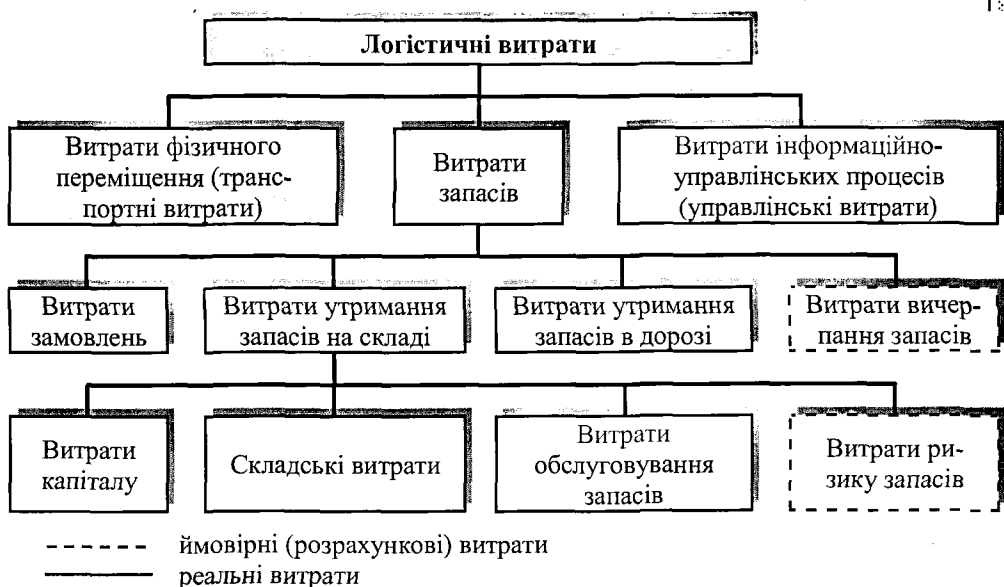 Логістичні витрати
Витрати фізичного
переміщення (транс-
портні витрати)
Витрати
запасів
Витрати інформаційно-
управлінських процесів
(управлінські витрати)
Витрати
замовлень
Витрати утримання
запасів на складі
Витрати утримання
запасів в дорозі
Витрати вичер-
пання запасів
Витрати
капіталу
Складські витрати
Витрати
обслуговування
запасів
Витрати ри-
зику запасів
ймовірні (розрахункові) витрати
реальні витрати